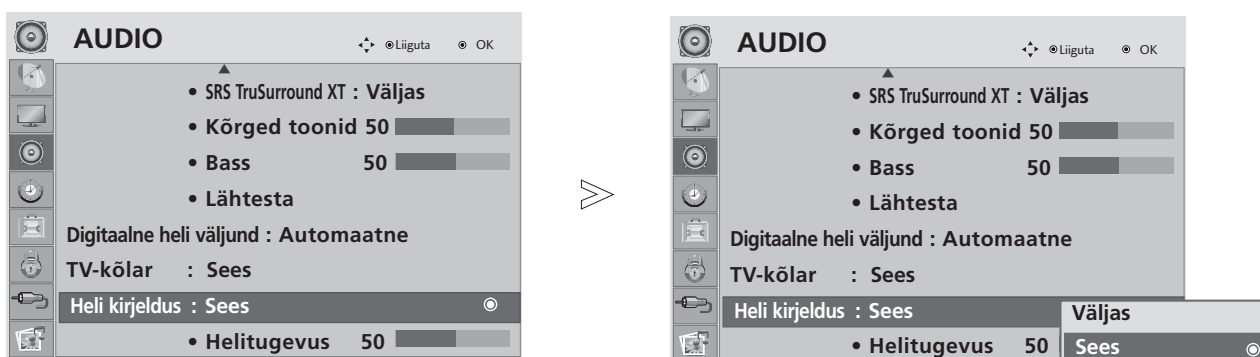 AUDIO Liiguta OK
• SRS TruSurround XT : Väljas
• Kõrged toonid 50
• Bass 50
• Lähtesta
Digitaalne heli väljund : Automaatne
TV-kõlar : Sees
Heli kirjeldus : Sees
• Helitugevus 50
AUDIO Liiguta OK
• SRS TruSurround XT : Väljas
• Kõrged toonid 50
• Bass 50
• Lähtesta
Digitaalne heli väljund : Automaatne
TV-kõlar : Sees
Heli kirjeldus : Sees
• Helitugevus 50
Väljas
Sees